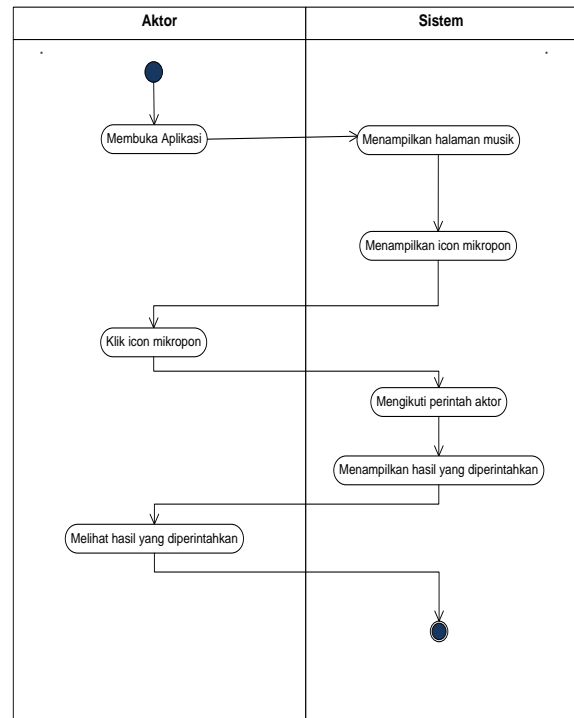 Aktor
Sistem
Membuka Aplikasi
Menampilkan halaman musik
Menampilkan icon mikropon
Klik icon mikropon
Mengikuti perintah aktor
Menampilkan hasil yang diperintahkan
Melihat hasil yang diperintahkan